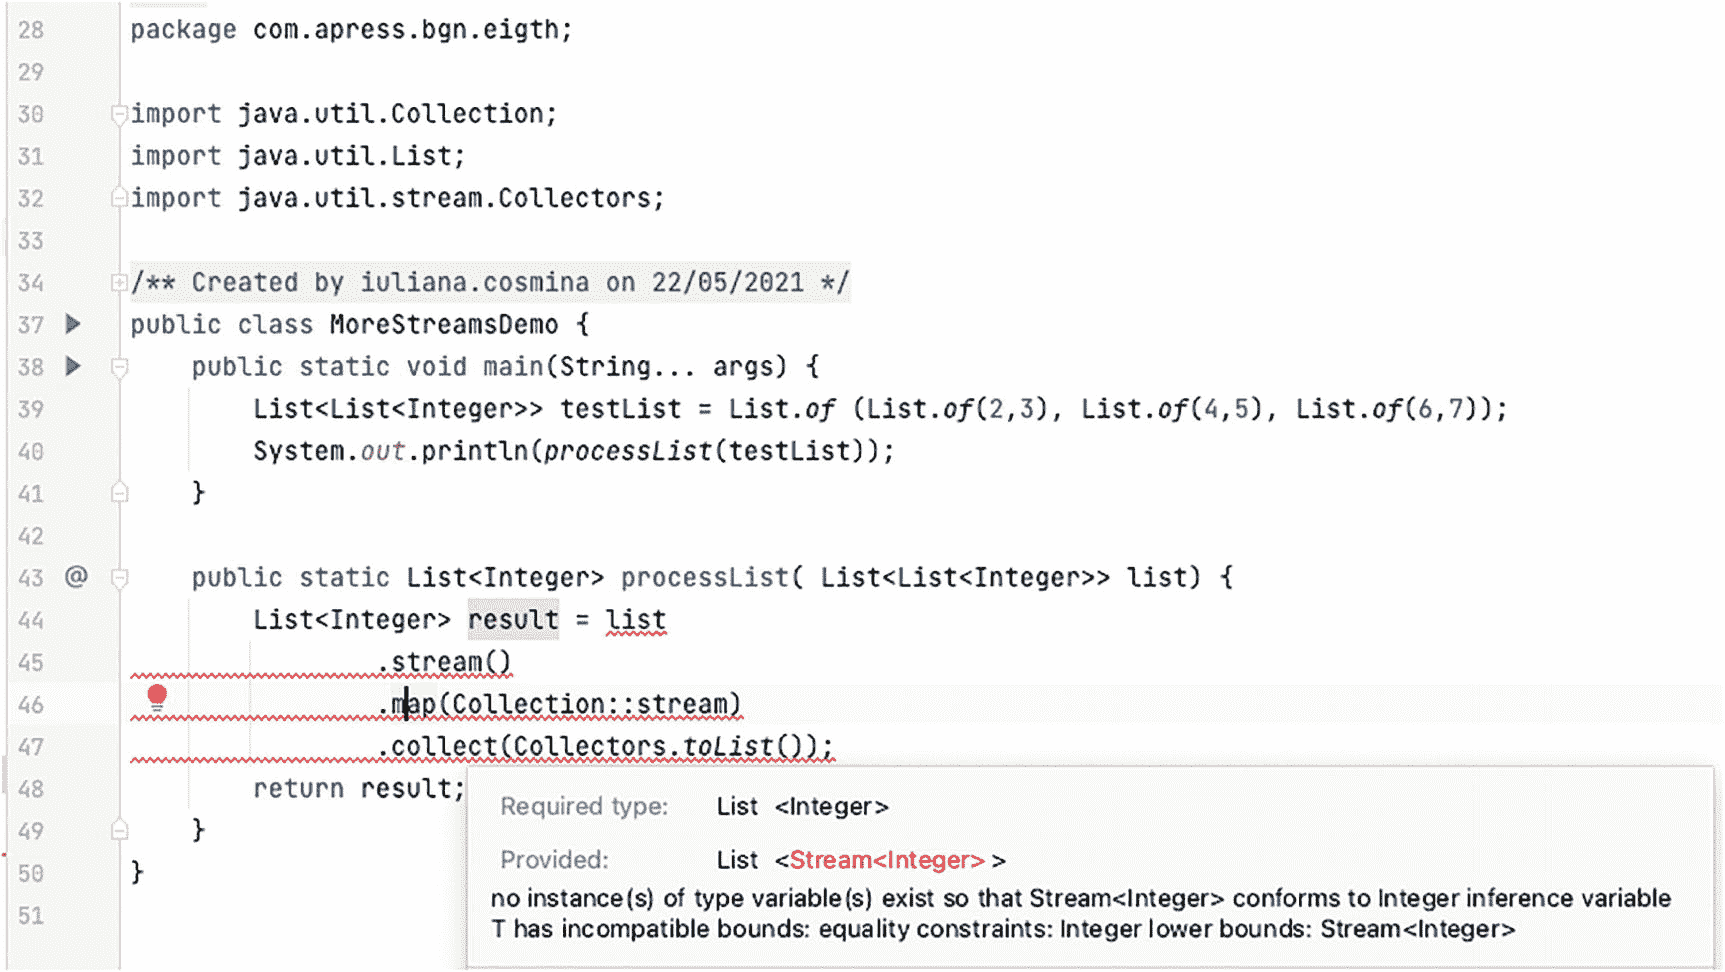 28 package com.apress.bgn.eigth;
29
30 import java.util.Collection;
31 import java.util.List;
32 import java.util.stream.Collectors;
33
34 /** Created by iuliana.cosmina on 22/05/2021 */
37 public class MoreStreamsDemo {
38 public static void main(String... args) {
39 List<List<Integer>> testList = List.of (List.of(2,3), List.of(4,5), List.of(6,7));
40 System.out.println(processList(testList));
41 }
42
43 @ public static List<Integer> processList( List<List<Integer>> list) {
44 List<Integer> result = list
45 .stream()
46 .map(Collection::stream)
47 .collect(Collectors.toList());
48 return result;
49 }
50 }
51
Required type: List <Integer>
Provided: List <Stream<Integer> >
no instance(s) of type variable(s) exist so that Stream<Integer> conforms to Integer inference variable
T has incompatible bounds: equality constraints: Integer lower bounds: Stream<Integer>